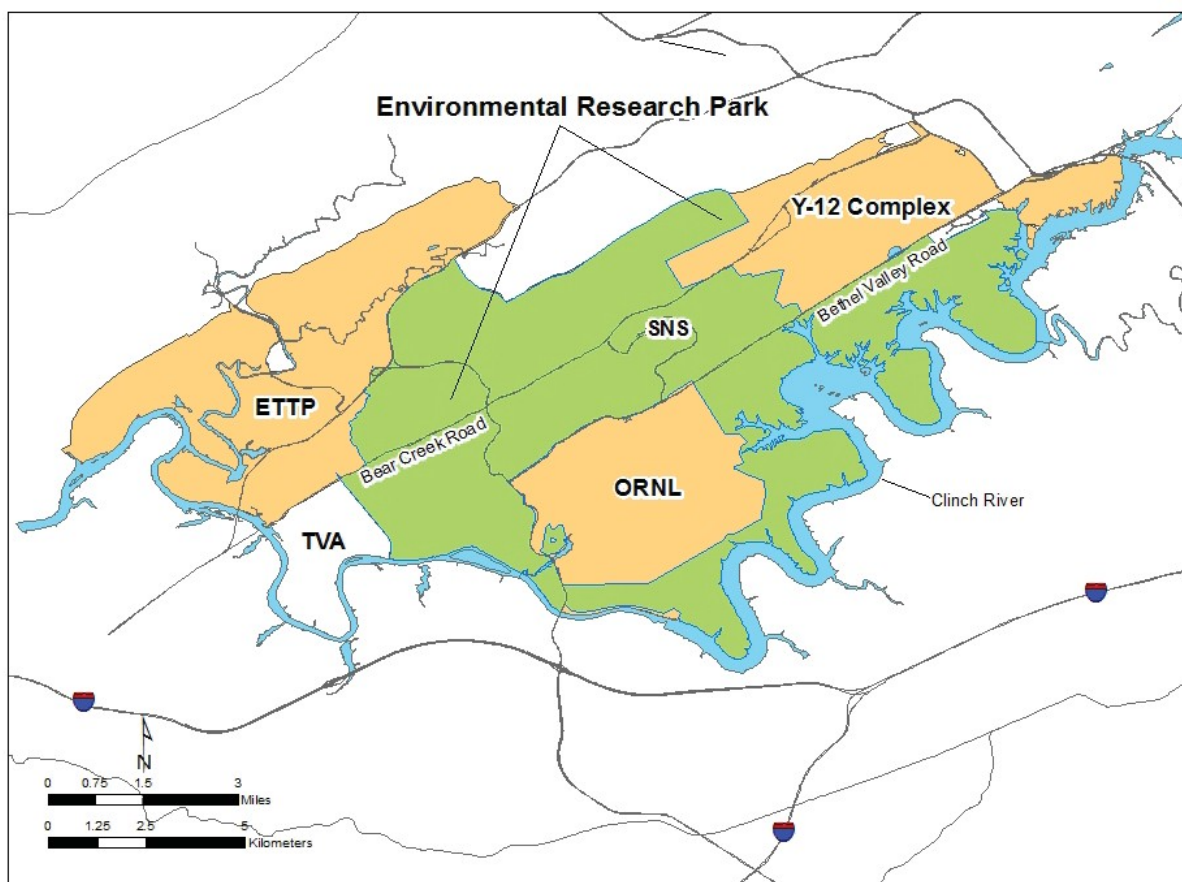 Environmental Research Park
Y-12 Complex
Bethel Valley Road
SNS
ETTP
Bear Creek Road
ORNL
Clinch River
TVA
N
0 0.75 1.5 3
Miles
0 1.25 2.5 5
Kilometers